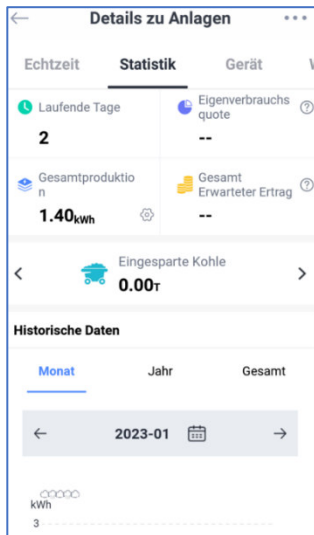 Details zu Anlagen
Echtzeit Statistik Gerät
Laufende Tage
2
Eigenverbrauchs
quote
--
Gesamtproduktio
n
1.40kWh
Gesamt
Erwarteter Ertrag
--
Eingesparte Kohle
0.00T
Historische Daten
Monat Jahr Gesamt
2023-01
kWh
3